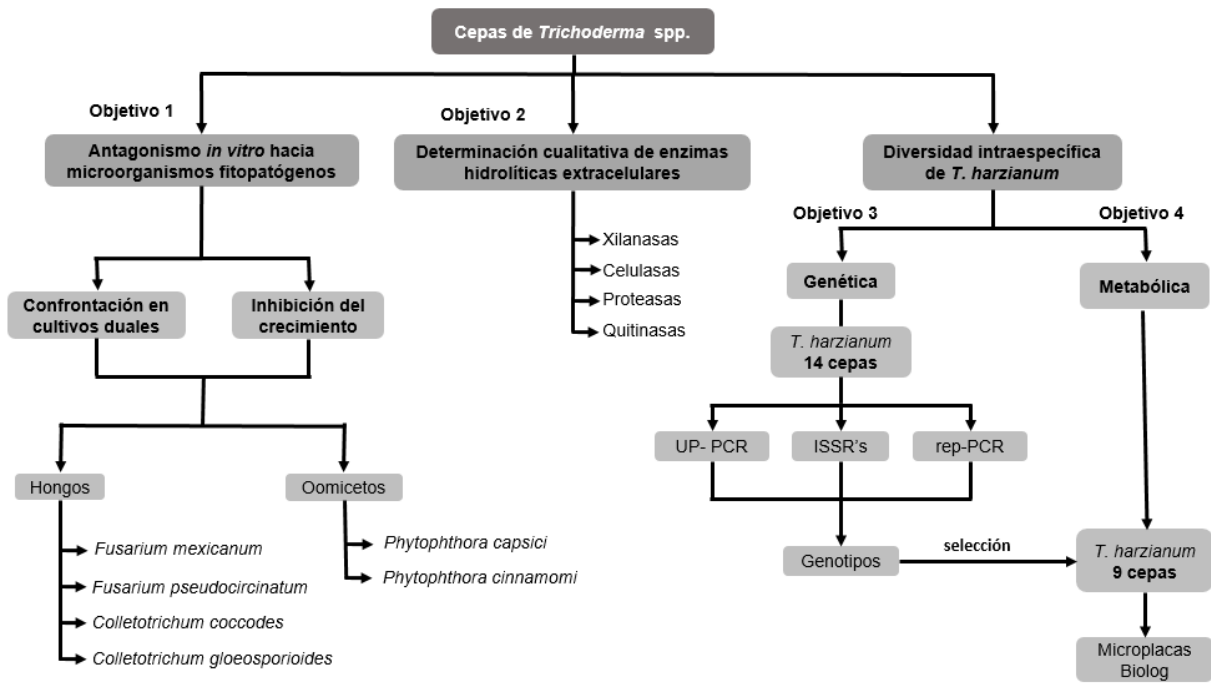 Cepas de Trichoderma spp.
Objetivo 1
Antagonismo in vitro hacia
microorganismos fitopatógenos
Confrontación en
cultivos duales
Inhibición del
crecimiento
Hongos
Fusarium mexicanum
Fusarium pseudocircinatum
Colletotrichum coccodes
Colletotrichum gloeosporioides
Oomicetos
Phytophthora capsici
Phytophthora cinnamomi
Objetivo 2
Determinación cualitativa de enzimas
hidrolíticas extracelulares
Xilanasas
Celulasas
Proteasas
Quitinasas
Diversidad intraespecífica
de T. harzianum
Objetivo 3
Genética
T. harzianum
14 cepas
UP- PCR
ISSR's
rep-PCR
Genotipos
selección
Objetivo 4
Metabólica
T. harzianum
9 cepas
Microplacas
Biolog